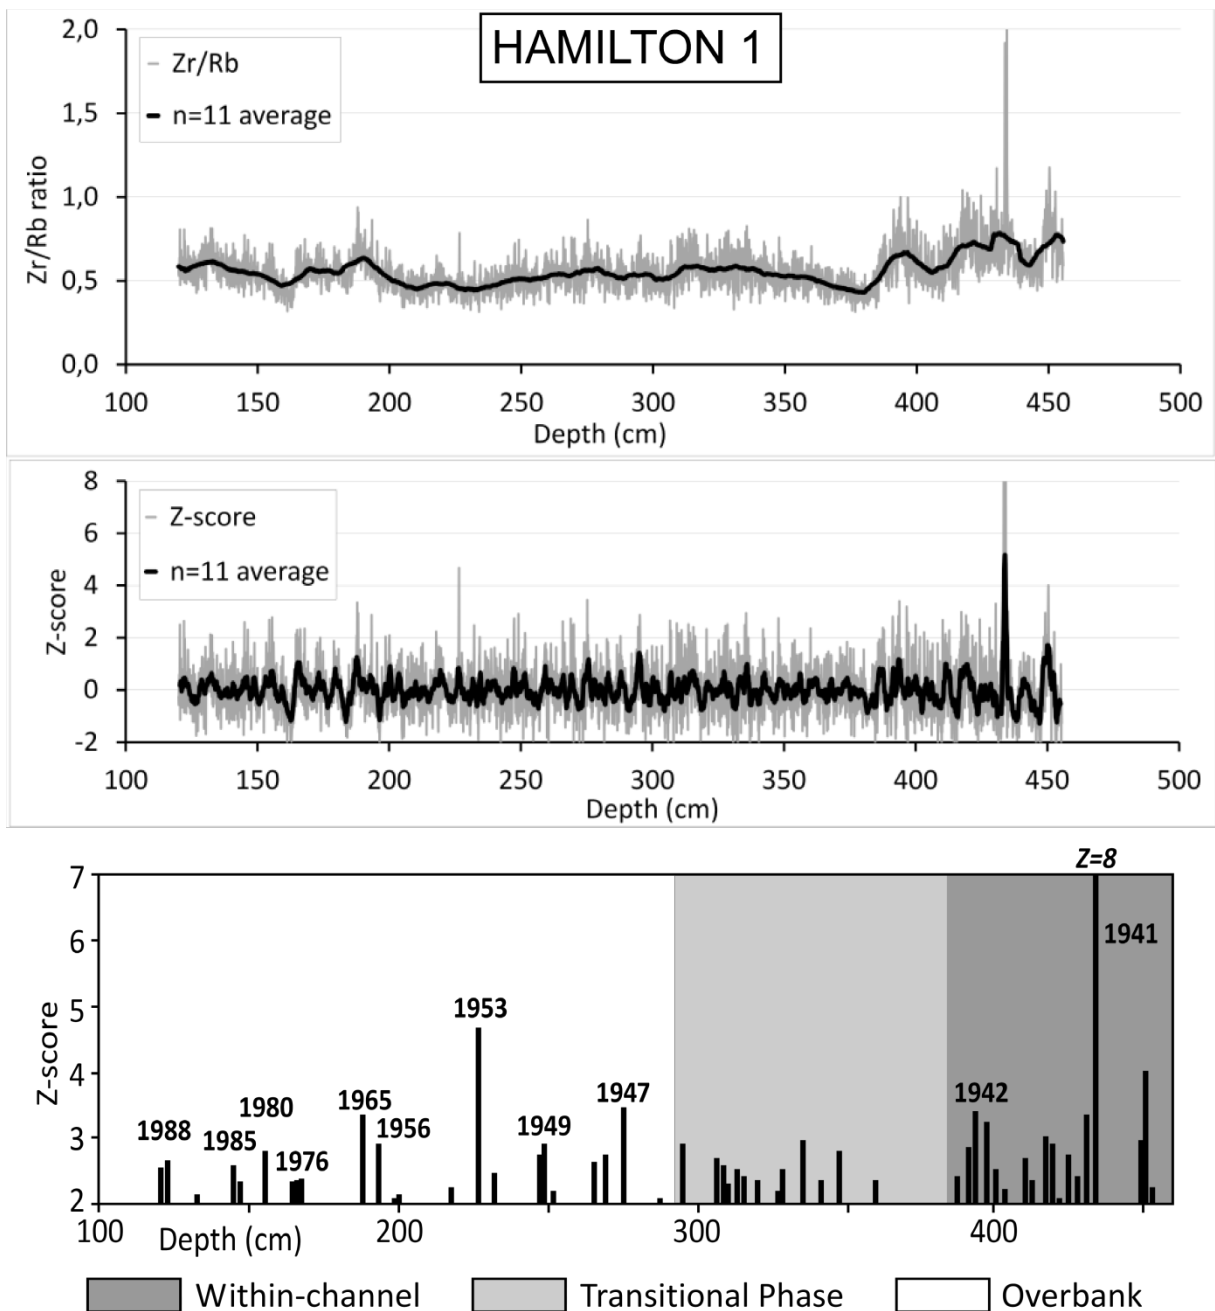 HAMILTON 1
2,0
1,5
1,0
0,5
0,0
Zr/Rb ratio
Zr/Rb
n=11 average
100 150 200 250 300 350 400 450 500
Depth (cm)
8
6
4
2
0
-2
Z-score
Z-score
n=11 average
100 150 200 250 300 350 400 450 500
Depth (cm)
Z=8
7
6
5
4
3
2
Z-score
1941
1953
1947
1942
1980
1965
1956
1949
1988
1985
1976
100 200 300 400
Depth (cm)
Within-channel Transitional Phase Overbank